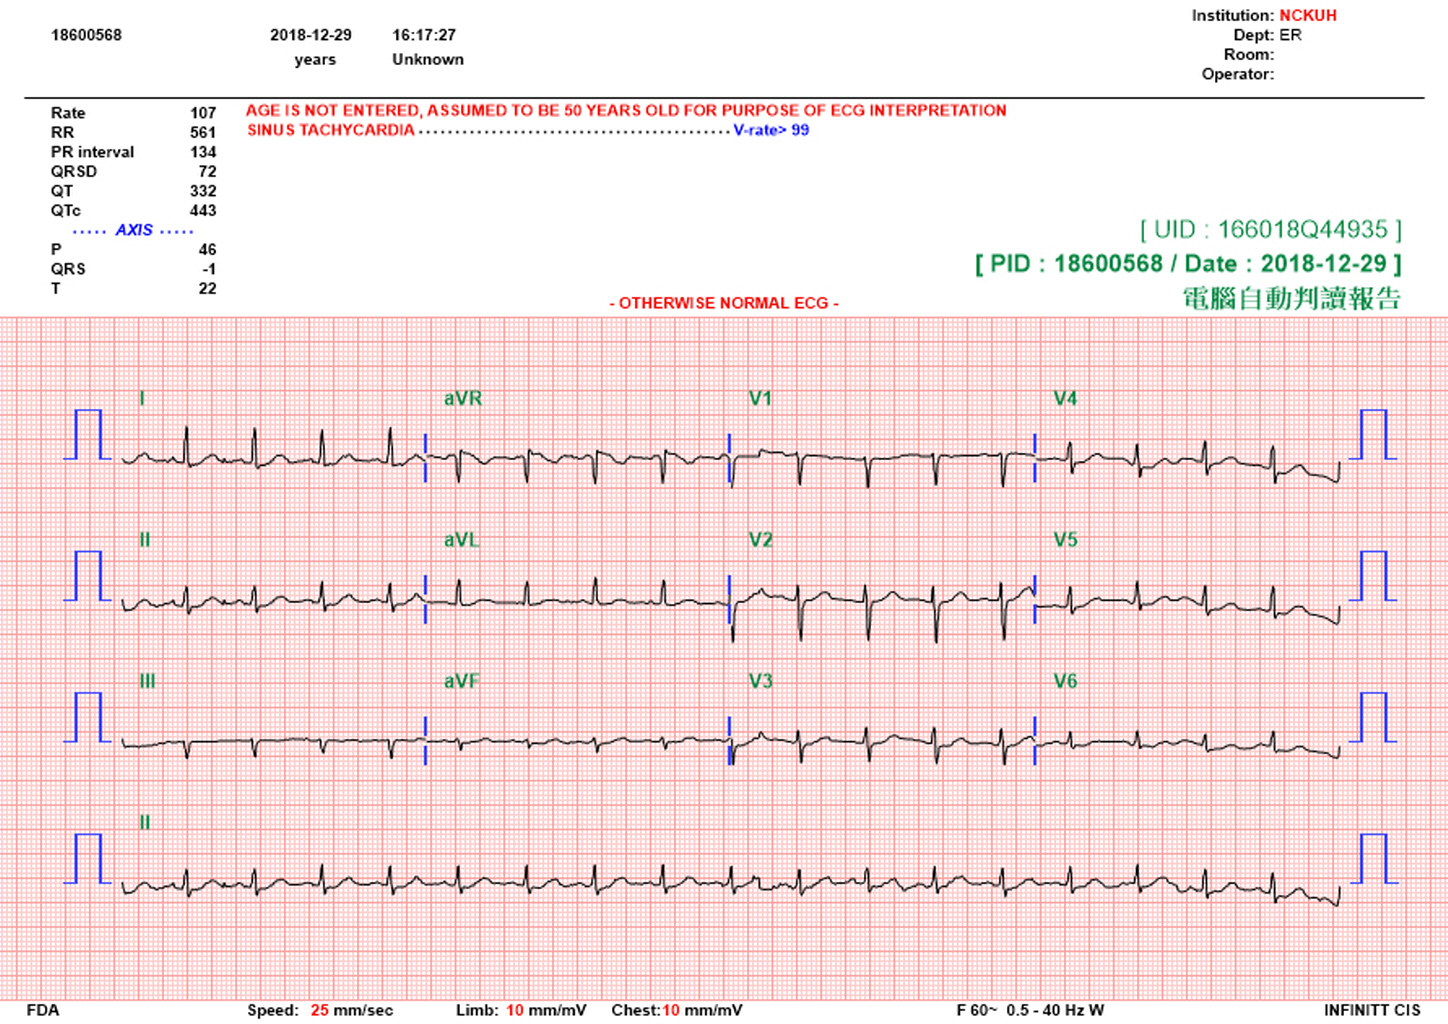 Institution: NCKUH
18600568 2018-12-29 16:17:27 Dept: ER
years Unknown Room:
Operator:
Rate 107 AGE IS NOT ENTERED, ASSUMED TO BE 50 YEARS OLD FOR PURPOSE OF ECG INTERPRETATION
RR 561 SINUS TACHYCARDIA ........................................ V-rate> 99
PR interval 134
QRSD 72
QT 332
QTc 443
..... AXIS .....
[ UID : 166018Q44935 ]
P 46
[ PID : 18600568 / Date : 2018-12-29 ]
QRS -1
T 22
電腦自動判讀報告
- OTHERWISE NORMAL ECG -
I aVR V1 V4
II aVL V2 V5
III aVF V3 V6
II
FDA Speed: 25 mm/sec Limb: 10 mm/mV Chest:10 mm/mV F 60~ 0.5 - 40 Hz W INFINITT CIS